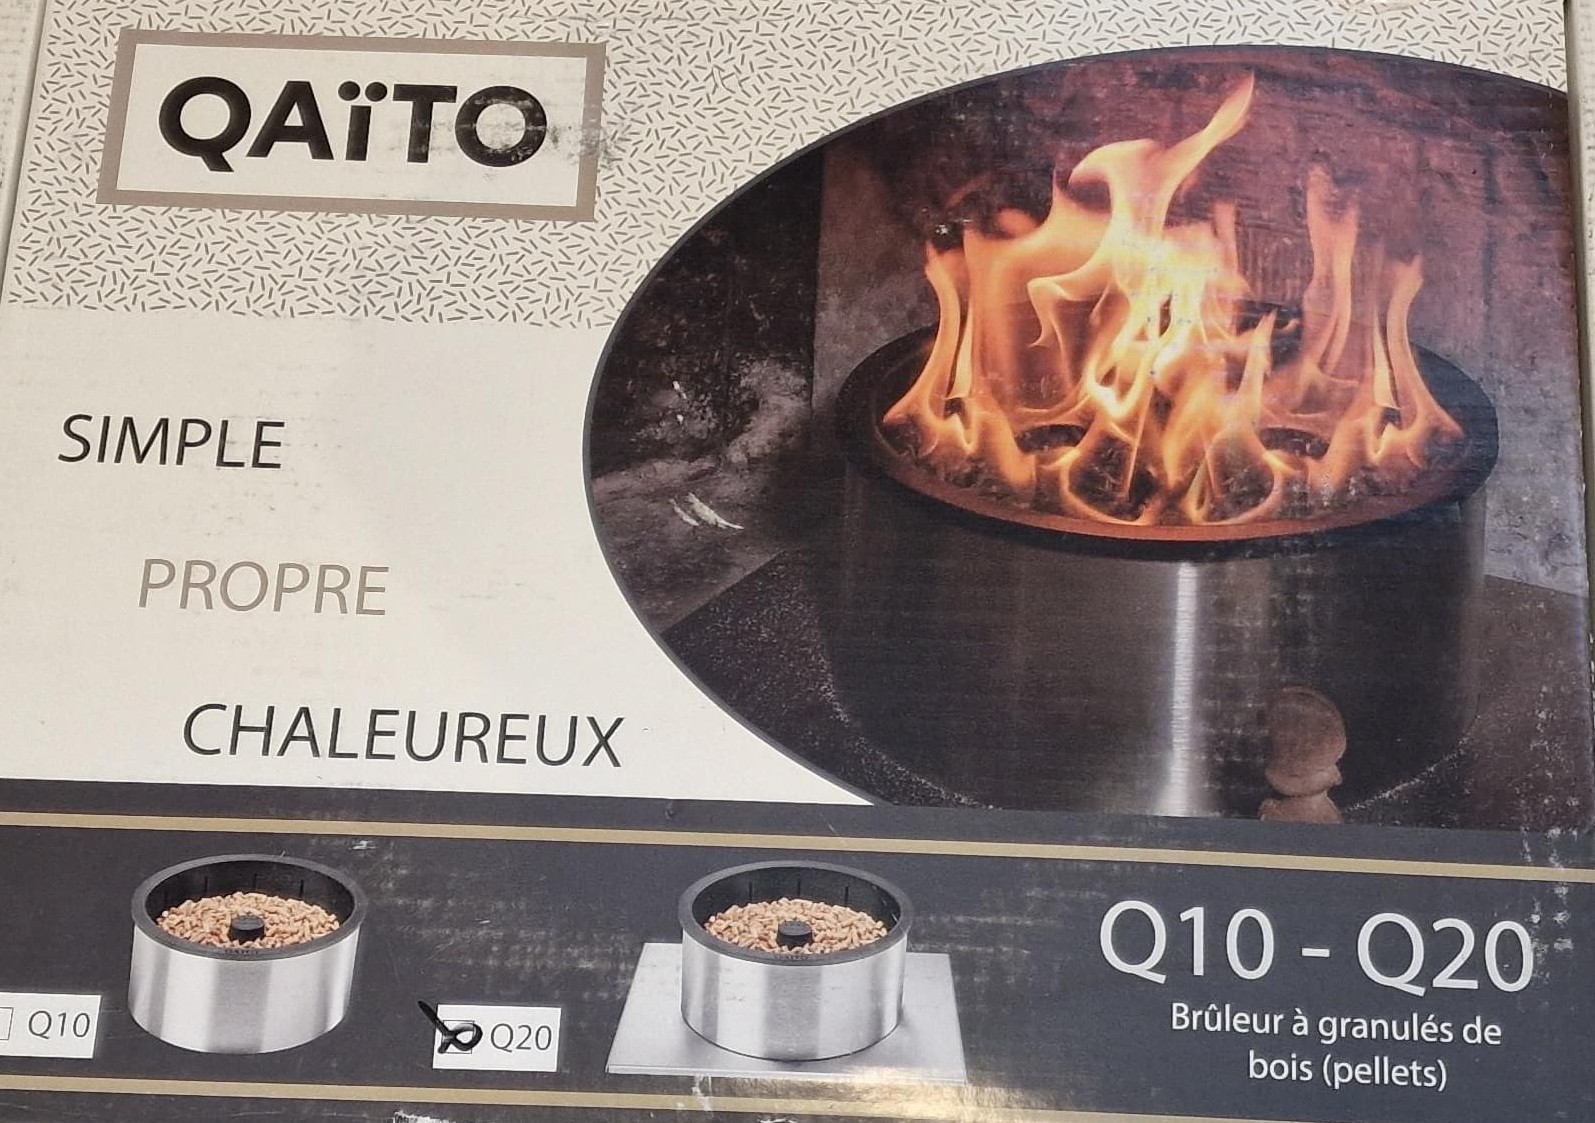 QAïTO
SIMPLE
PROPRE
CHALEUREUX
Q10
Q20
Q10 - Q20
Brûleur à granulés de
bois (pellets)